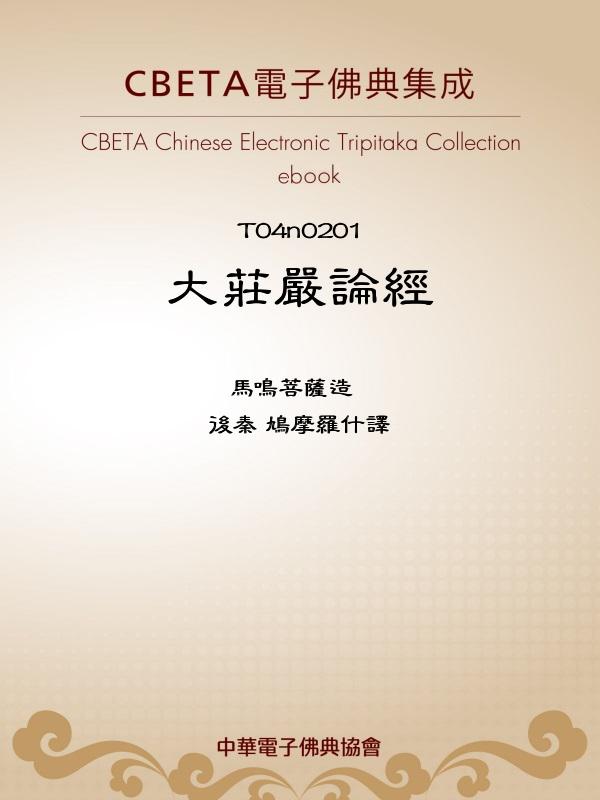 CBETA電子佛典集成
CBETA Chinese Electronic Tripitaka Collection
ebook
T04n0201
大莊嚴論經
馬鳴菩薩造
後秦 鳩摩羅什譯
中華電子佛典協會